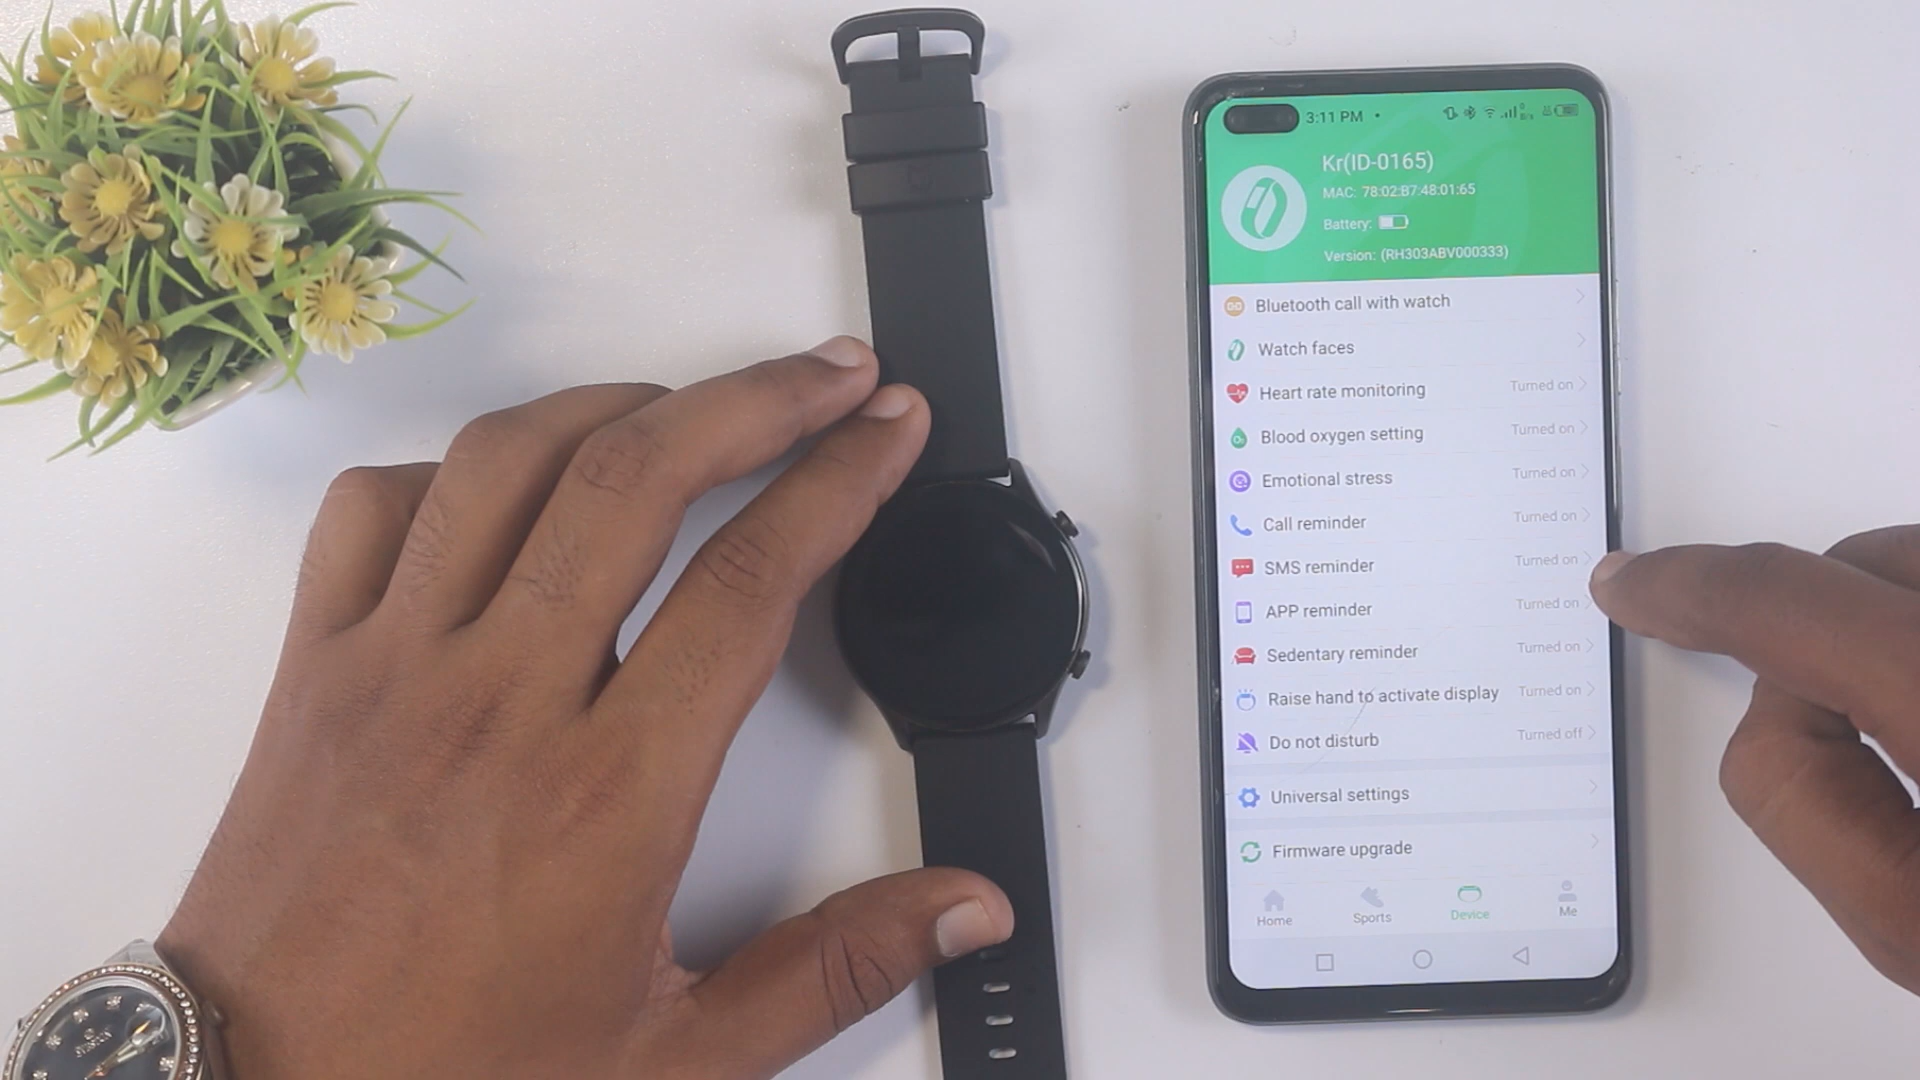 3:11 PM
Kr(ID-0165)
MAC: 78:02:B7:48:01:65
Battery:
Version: (RH303ABV000333)
Bluetooth call with watch
Watch faces
Heart rate monitoring Turned on
Blood oxygen setting Turned on
Emotional stress Turned on
Call reminder Turned on
SMS reminder Turned on
APP reminder Turned on
Sedentary reminder Turned on
Raise hand to activate display Turned on
Do not disturb Turned off
Universal settings
Firmware upgrade
Home Sports Device Me